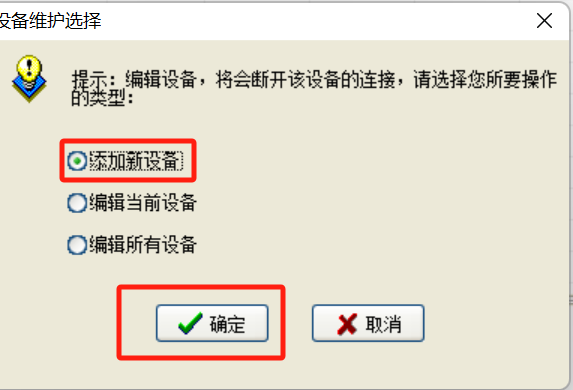 设备维护选择
提示：编辑设备，将会断开该设备的连接，请选择您所要操作
的类型：
添加新设备
编辑当前设备
编辑所有设备
确定
取消